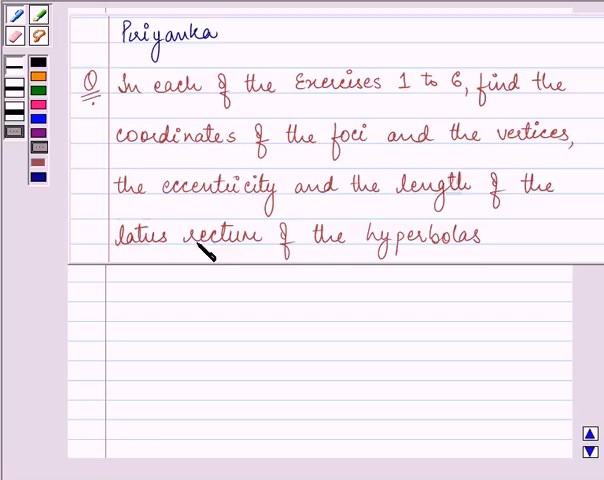 Priyanka
Q In each of the Exercises 1 to 6, find the
coordinates of the foci and the vertices,
the eccentricity and the length of the
latus rectum of the hyperbolas